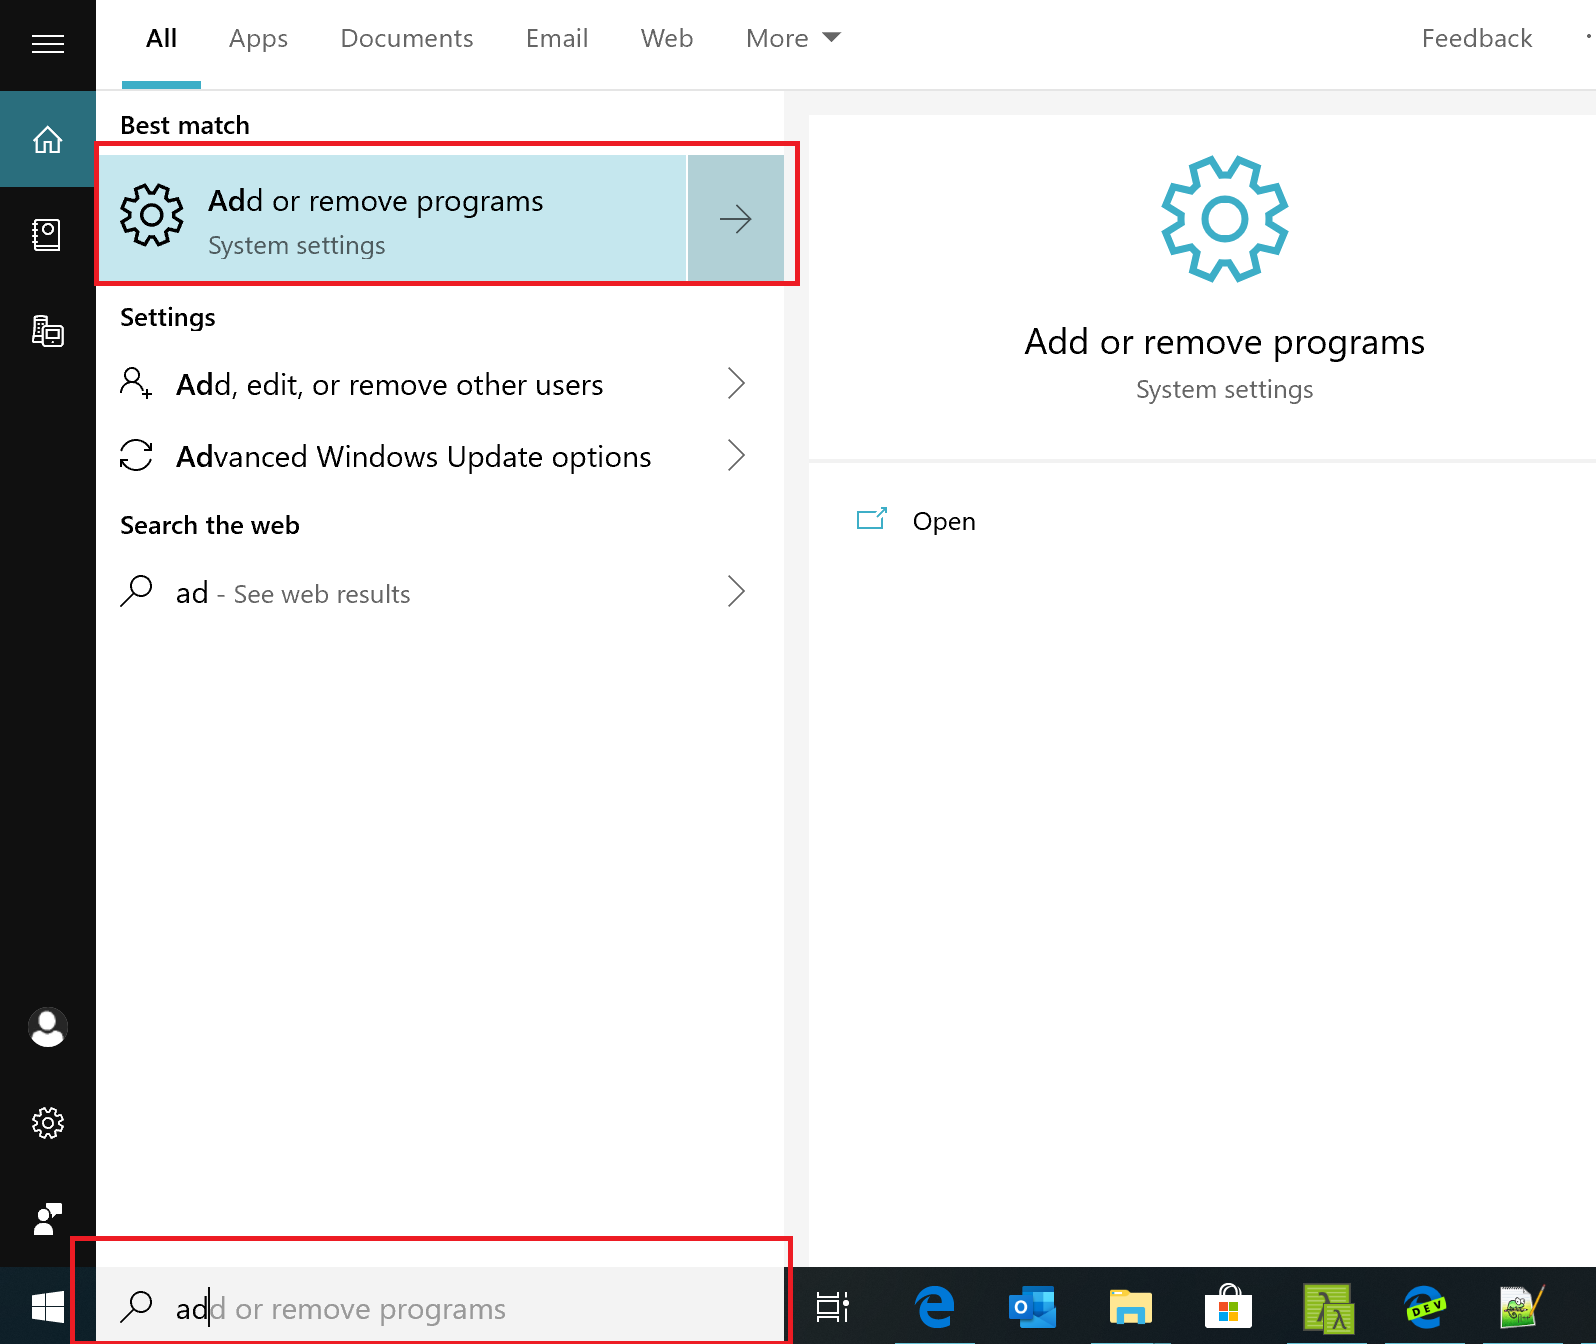 All Apps Documents Email Web More Feedback
Best match
Add or remove programs
System settings
Settings
Add, edit, or remove other users
Advanced Windows Update options
Search the web
ad - See web results
Add or remove programs
System settings
Open
add or remove programs
O
DEV